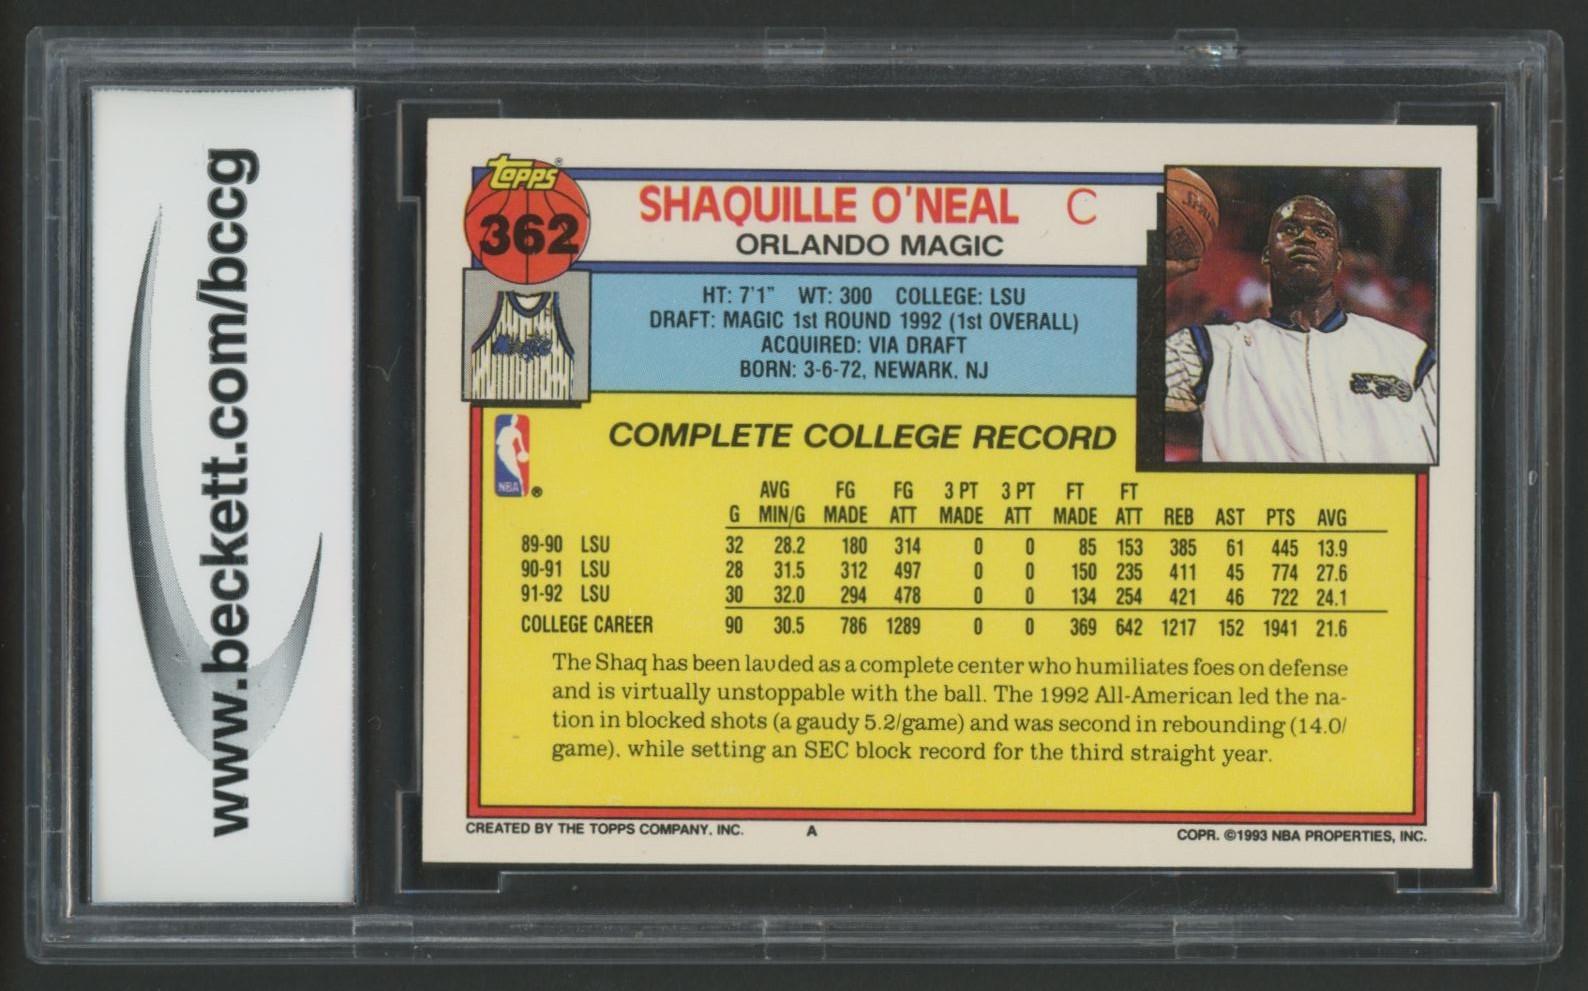 www.beckett.com/bccg
Topps®
362
SHAQUILLE O'NEAL C
ORLANDO MAGIC
Magic
HT: 7'1" WT: 300 COLLEGE: LSU
DRAFT: MAGIC 1st ROUND 1992 (1st OVERALL)
ACQUIRED: VIA DRAFT
BORN: 3-6-72, NEWARK, NJ
NBA ®
COMPLETE COLLEGE RECORD
AVG FG FG 3 PT 3 PT FT FT
G MIN/G MADE ATT MADE ATT MADE ATT REB AST PTS AVG
89-90 LSU 32 28.2 180 314 0 0 85 153 385 61 445 13.9
90-91 LSU 28 31.5 312 497 0 0 150 235 411 45 774 27.6
91-92 LSU 30 32.0 294 478 0 0 134 254 421 46 722 24.1
COLLEGE CAREER 90 30.5 786 1289 0 0 369 642 1217 152 1941 21.6
The Shaq has been lauded as a complete center who humiliates foes on defense
and is virtually unstoppable with the ball. The 1992 All-American led the na-
tion in blocked shots (a gaudy 5.2/game) and was second in rebounding (14.0/
game), while setting an SEC block record for the third straight year.
CREATED BY THE TOPPS COMPANY, INC. A COPR. ©1993 NBA PROPERTIES, INC.